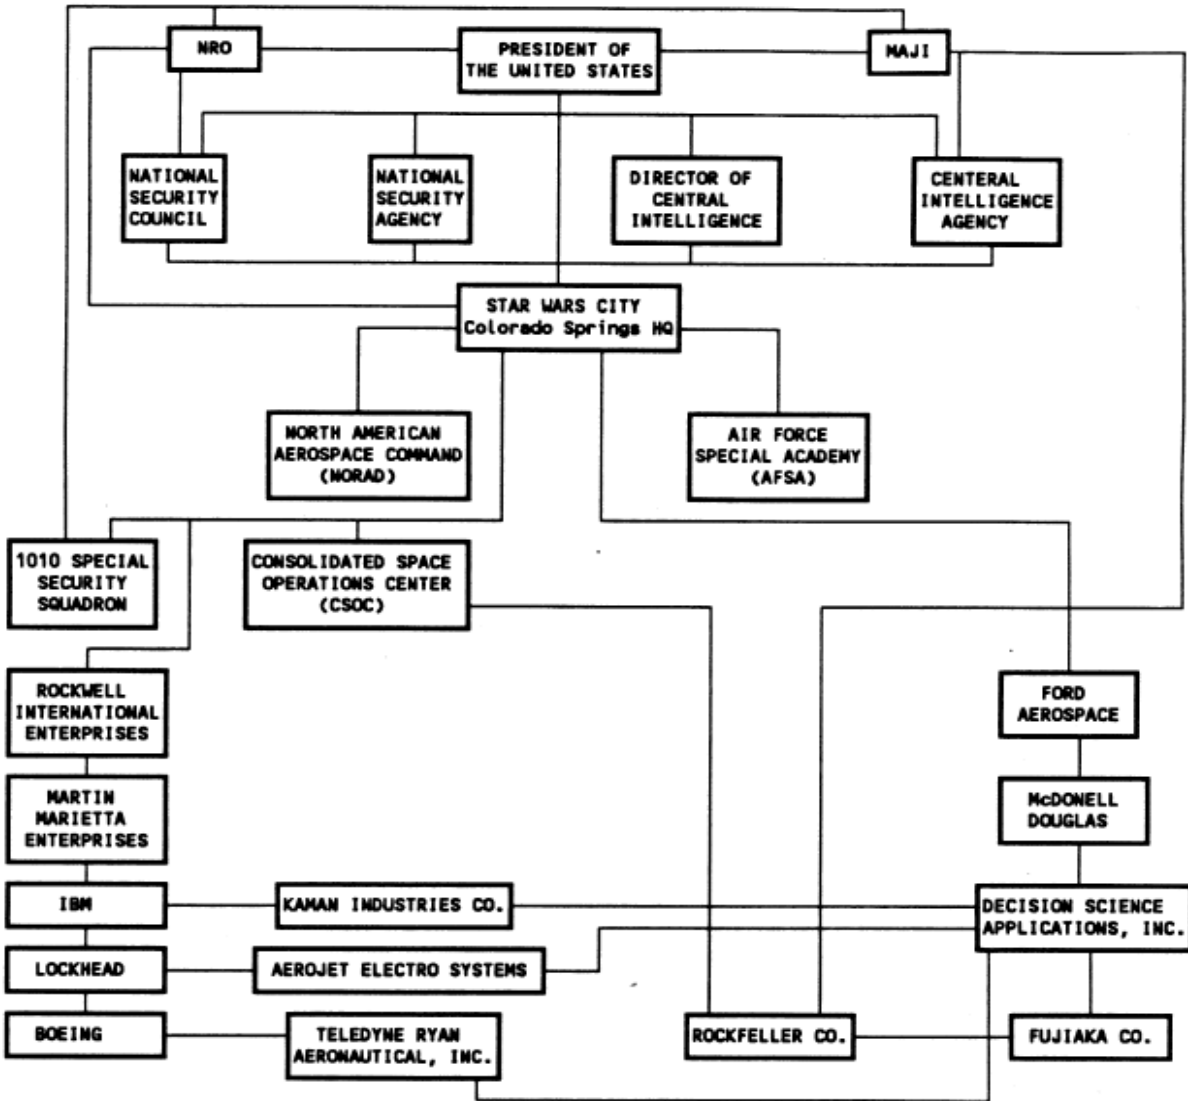 NRO
PRESIDENT OF
THE UNITED STATES
MAJI
NATIONAL
SECURITY
COUNCIL
NATIONAL
SECURITY
AGENCY
DIRECTOR OF
CENTRAL
INTELLIGENCE
CENTERAL
INTELLIGENCE
AGENCY
STAR WARS CITY
Colorado Springs HQ
NORTH AMERICAN
AEROSPACE COMMAND
(NORAD)
AIR FORCE
SPECIAL ACADEMY
(AFSA)
1010 SPECIAL
SECURITY
SQUADRON
CONSOLIDATED SPACE
OPERATIONS CENTER
(CSOC)
ROCKWELL
INTERNATIONAL
ENTERPRISES
FORD
AEROSPACE
MARTIN
MARIETTA
ENTERPRISES
McDONELL
DOUGLAS
IBM
KAMAN INDUSTRIES CO.
DECISION SCIENCE
APPLICATIONS, INC.
LOCKHEAD
AEROJET ELECTRO SYSTEMS
BOEING
TELEDYNE RYAN
AERONAUTICAL, INC.
ROCKFELLER CO.
FUJIAKA CO.